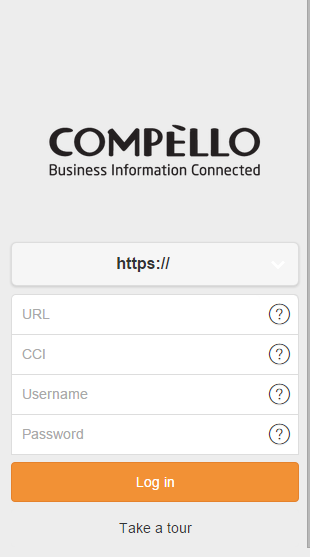 COMPÈLLO
Business Information Connected
https://
URL
?
CCI
?
Username
?
Password
?
Log in
Take a tour